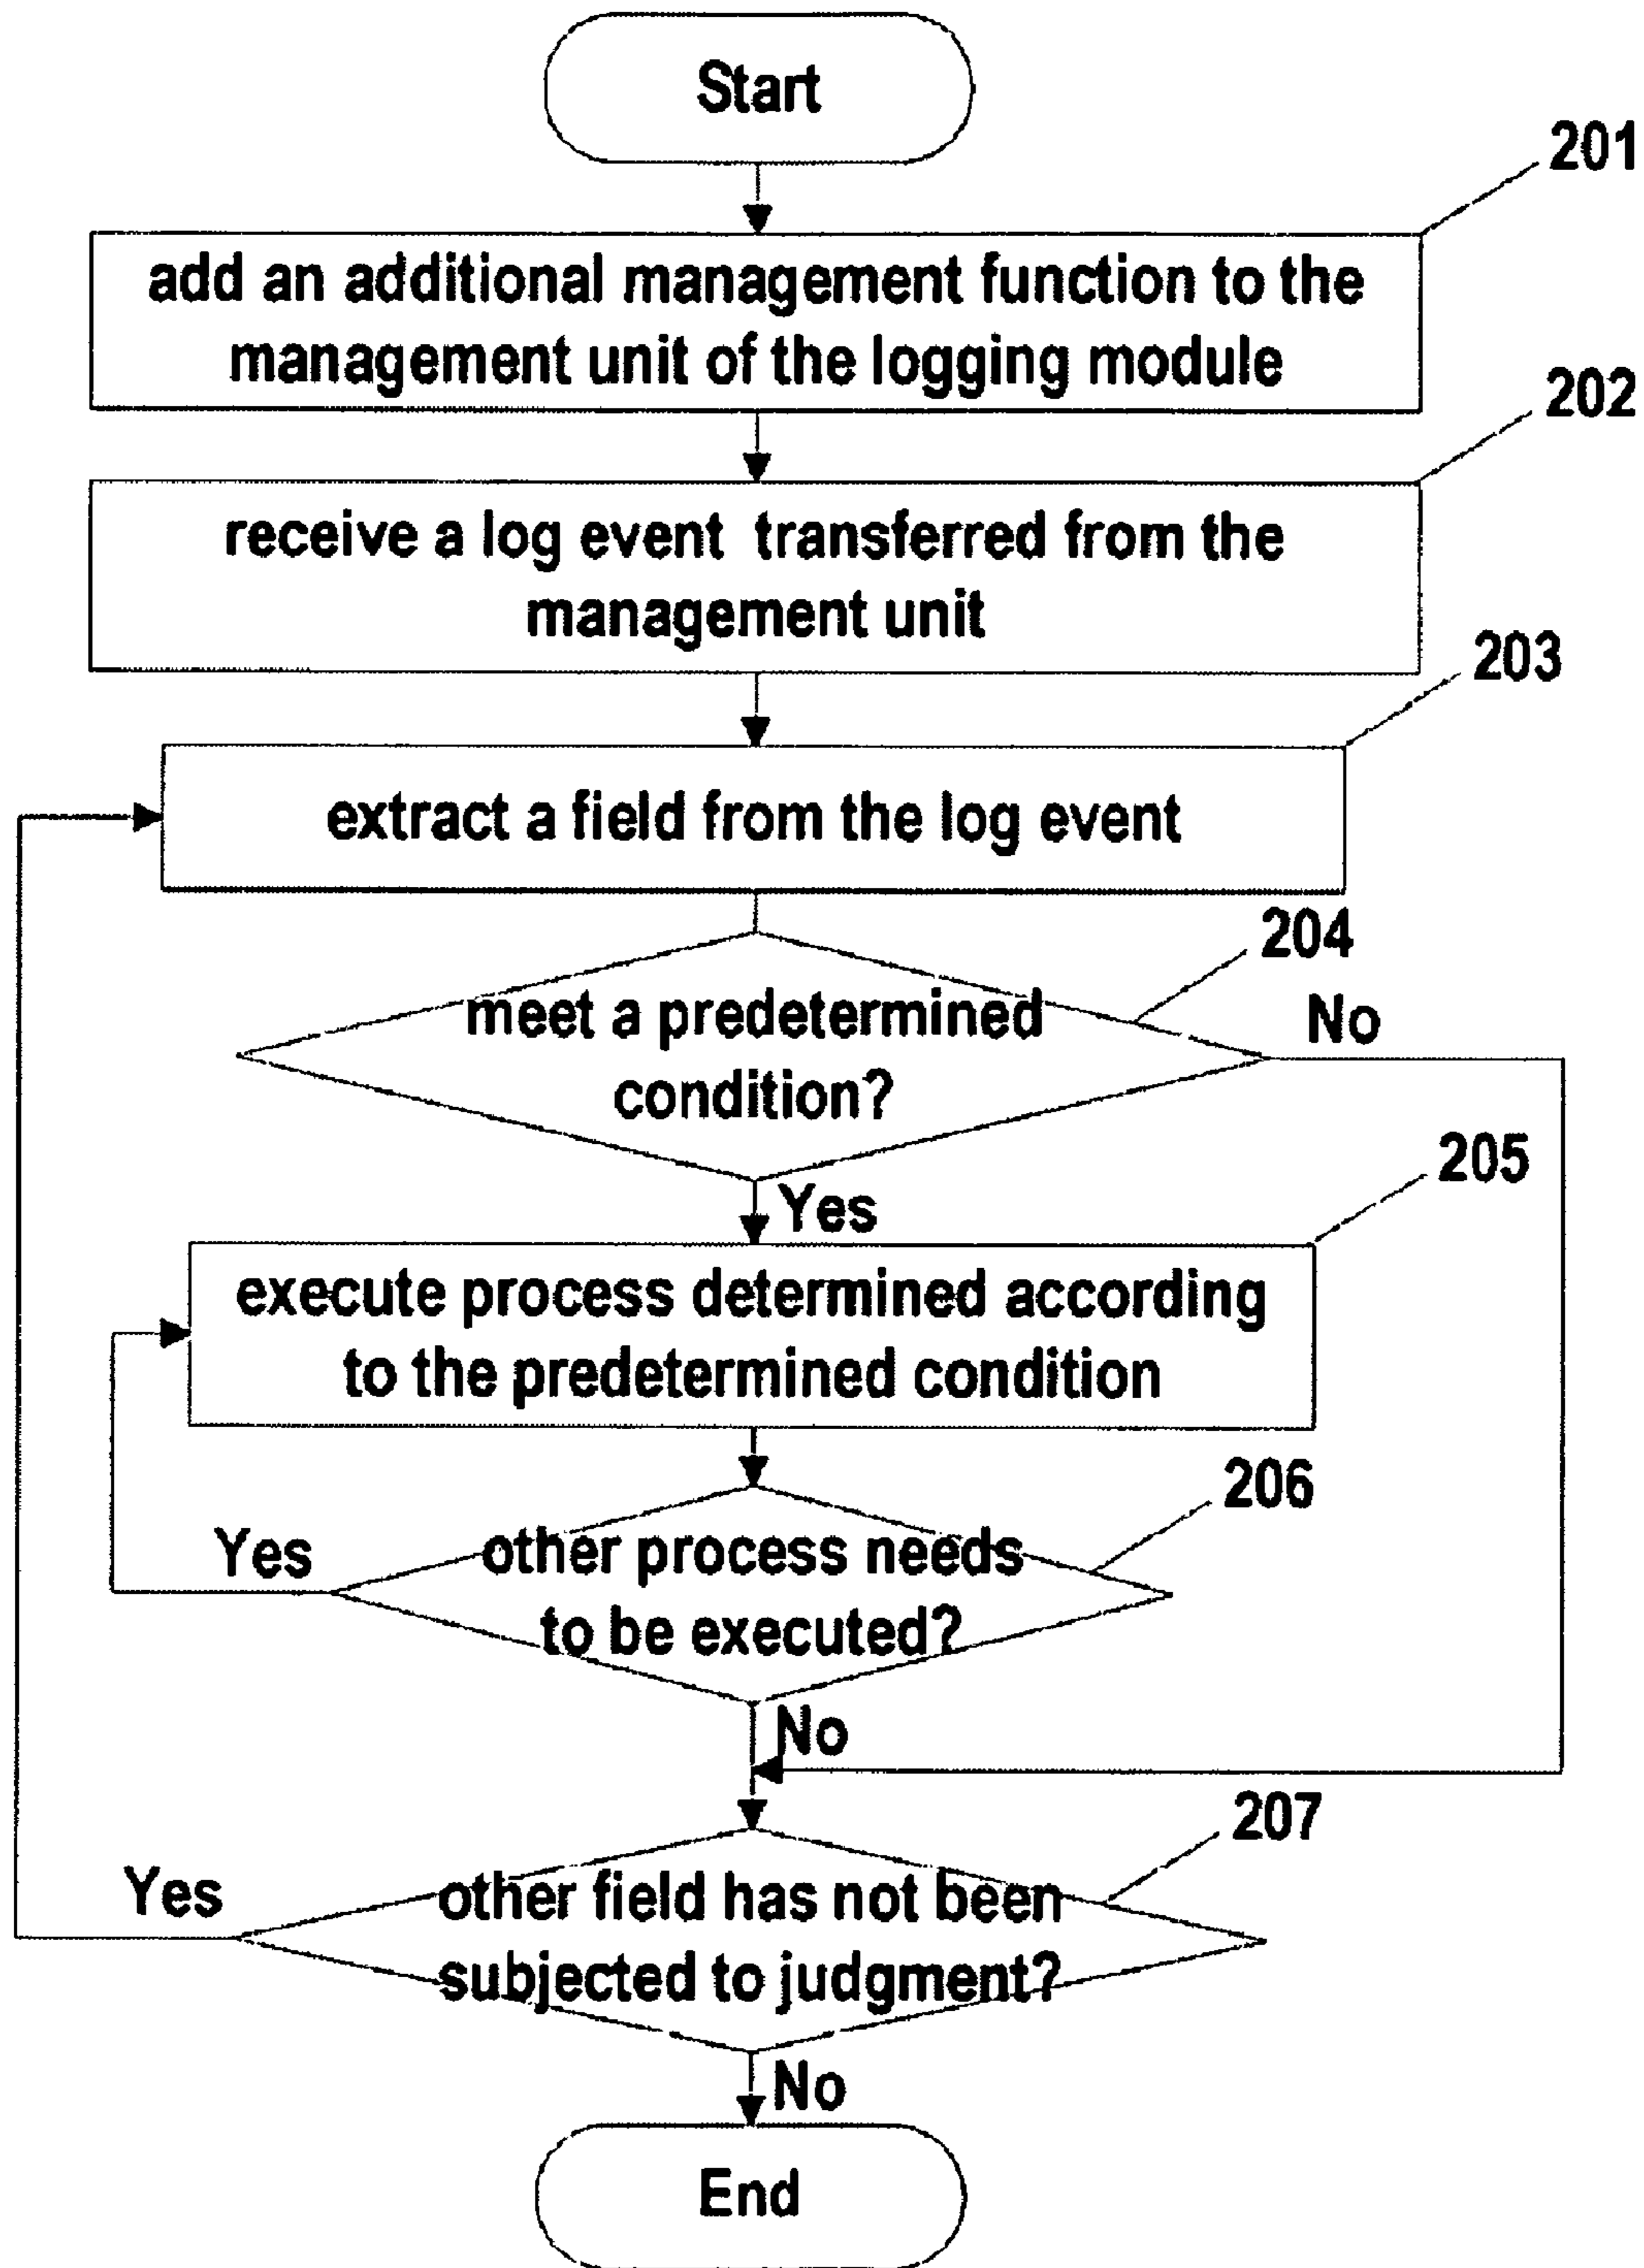 Start
201
add an additional management function to the
management unit of the logging module
202
receive a log event transferred from the
management unit
203
extract a field from the log event
204
meet a predetermined
condition?
No
Yes
205
execute process determined according
to the predetermined condition
206
Yes
other process needs
to be executed?
No
207
Yes
other field has not been
subjected to judgment?
No
End